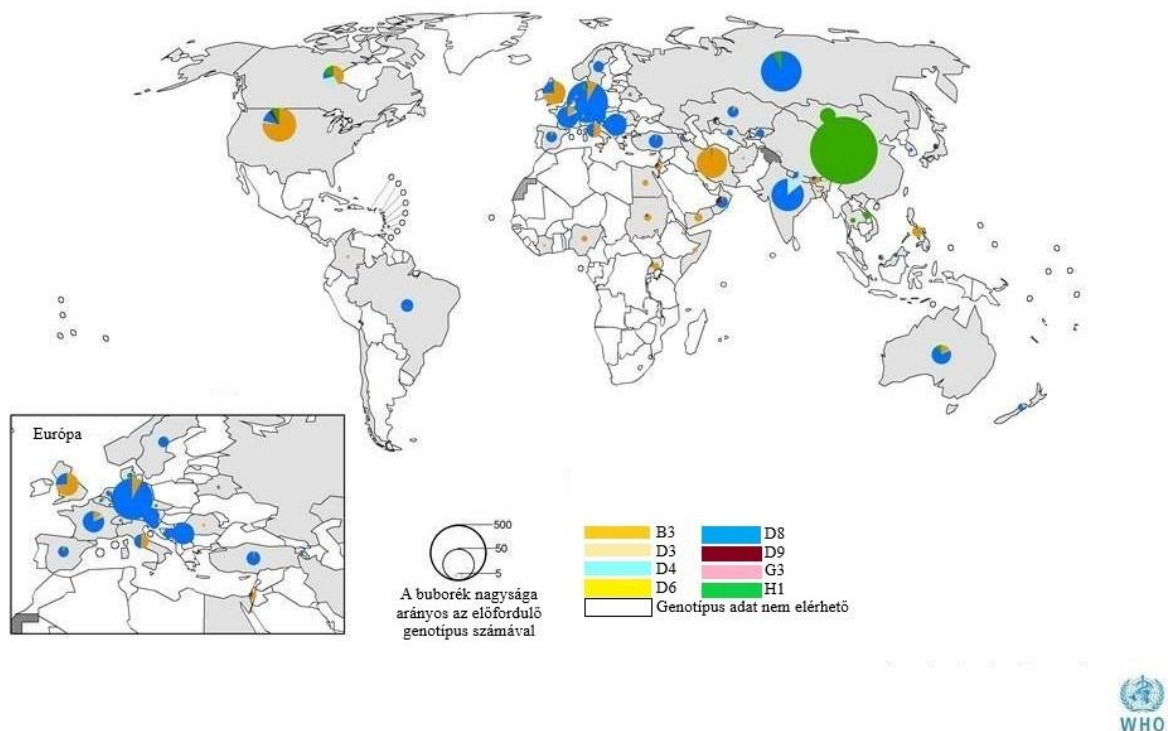 Európa
500
50
5
A buborék nagysága
arányos az előforduló
genotípus számával
B3
D3
D4
D6
D8
D9
G3
H1
Genotípus adat nem elérhető
WHO